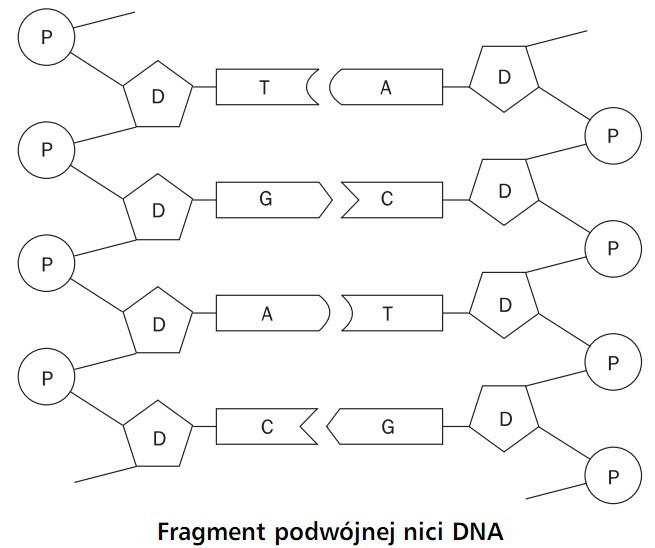 P
D T A D
P P
D G C D
P P
D A T D
P P
D C G D
P
Fragment podwójnej nici DNA